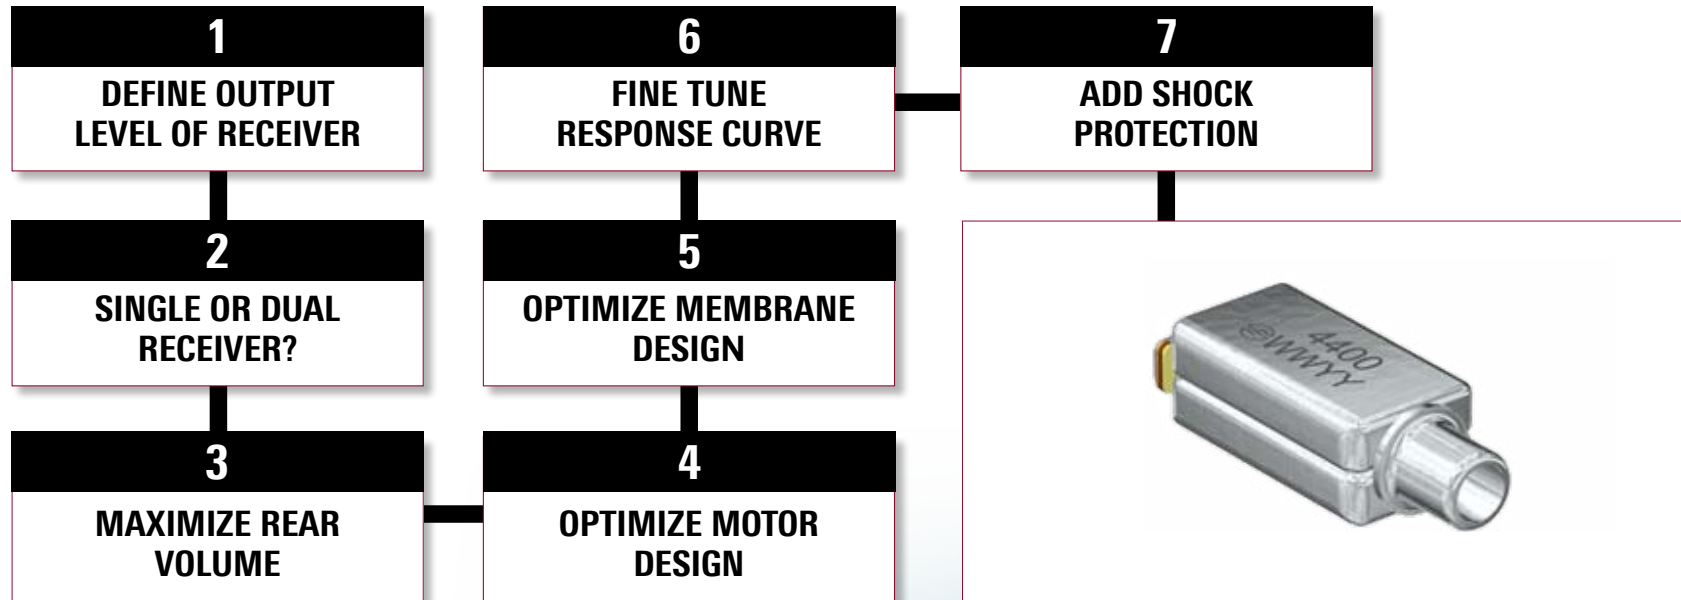 1
DEFINE OUTPUT
LEVEL OF RECEIVER
2
SINGLE OR DUAL
RECEIVER?
3
MAXIMIZE REAR
VOLUME
4
OPTIMIZE MOTOR
DESIGN
5
OPTIMIZE MEMBRANE
DESIGN
6
FINE TUNE
RESPONSE CURVE
7
ADD SHOCK
PROTECTION
4400
WWYY